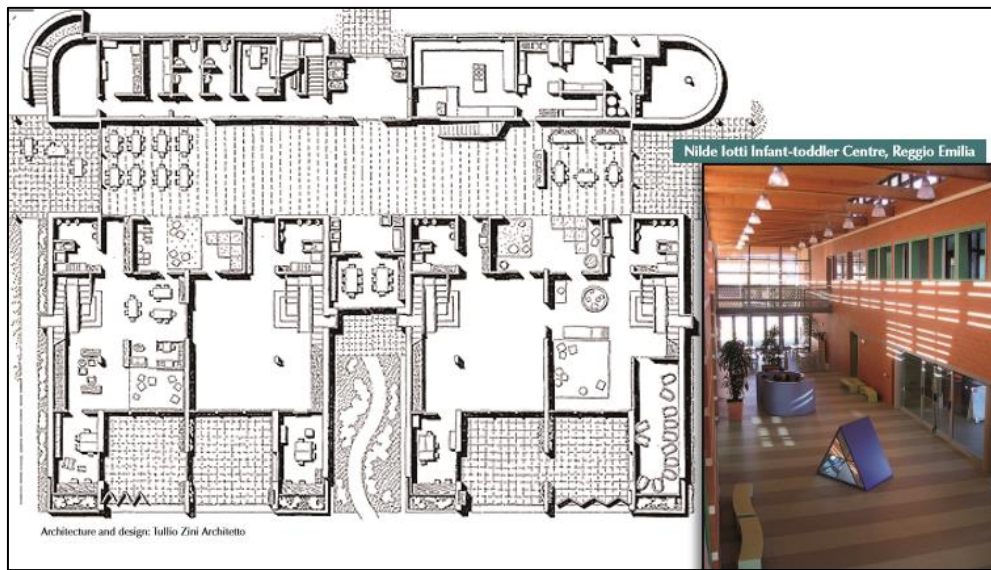 Nilde Iotti Infant-toddler Centre, Reggio Emilia
Architecture and design: Tullio Zini Architetto